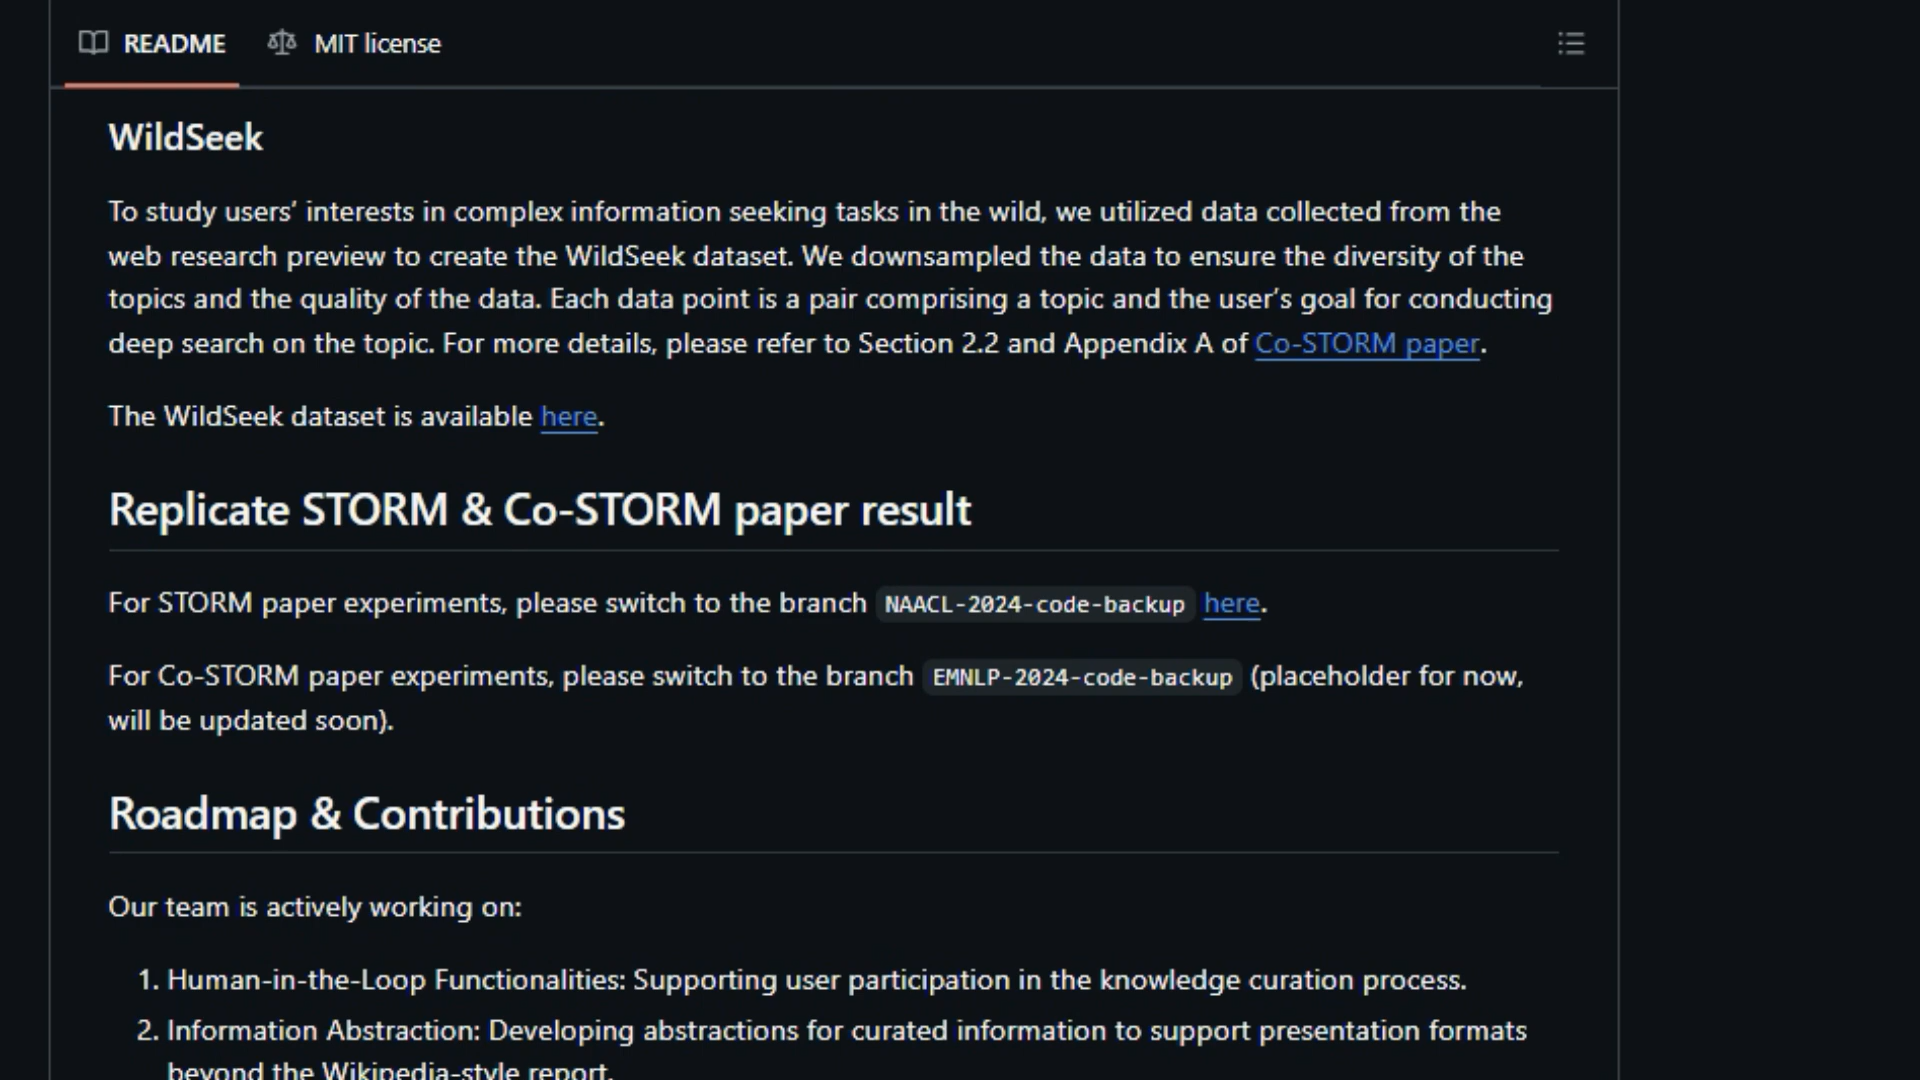 README
MIT license
WildSeek
To study users’ interests in complex information seeking tasks in the wild, we utilized data collected from the
web research preview to create the WildSeek dataset. We downsampled the data to ensure the diversity of the
topics and the quality of the data. Each data point is a pair comprising a topic and the user’s goal for conducting
deep search on the topic. For more details, please refer to Section 2.2 and Appendix A of Co-STORM paper.
The WildSeek dataset is available here.
Replicate STORM & Co-STORM paper result
For STORM paper experiments, please switch to the branch NAACL-2024-code-backup here.
For Co-STORM paper experiments, please switch to the branch EMNLP-2024-code-backup (placeholder for now,
will be updated soon).
Roadmap & Contributions
Our team is actively working on:
1. Human-in-the-Loop Functionalities: Supporting user participation in the knowledge curation process.
2. Information Abstraction: Developing abstractions for curated information to support presentation formats
beyond the Wikipedia-style report.